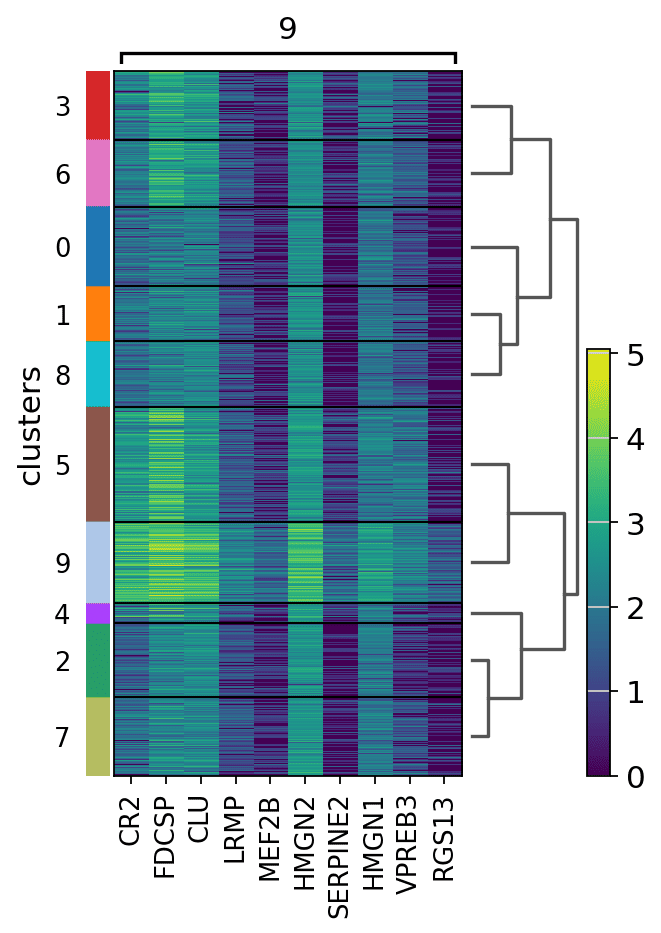 9
3
6
0
1
8
5
9
4
2
7
clusters
5
4
3
2
1
0
CR2
FDCSP
CLU
LRMP
MEF2B
HMGN2
SERPINE2
HMGN1
VPREB3
RGS13